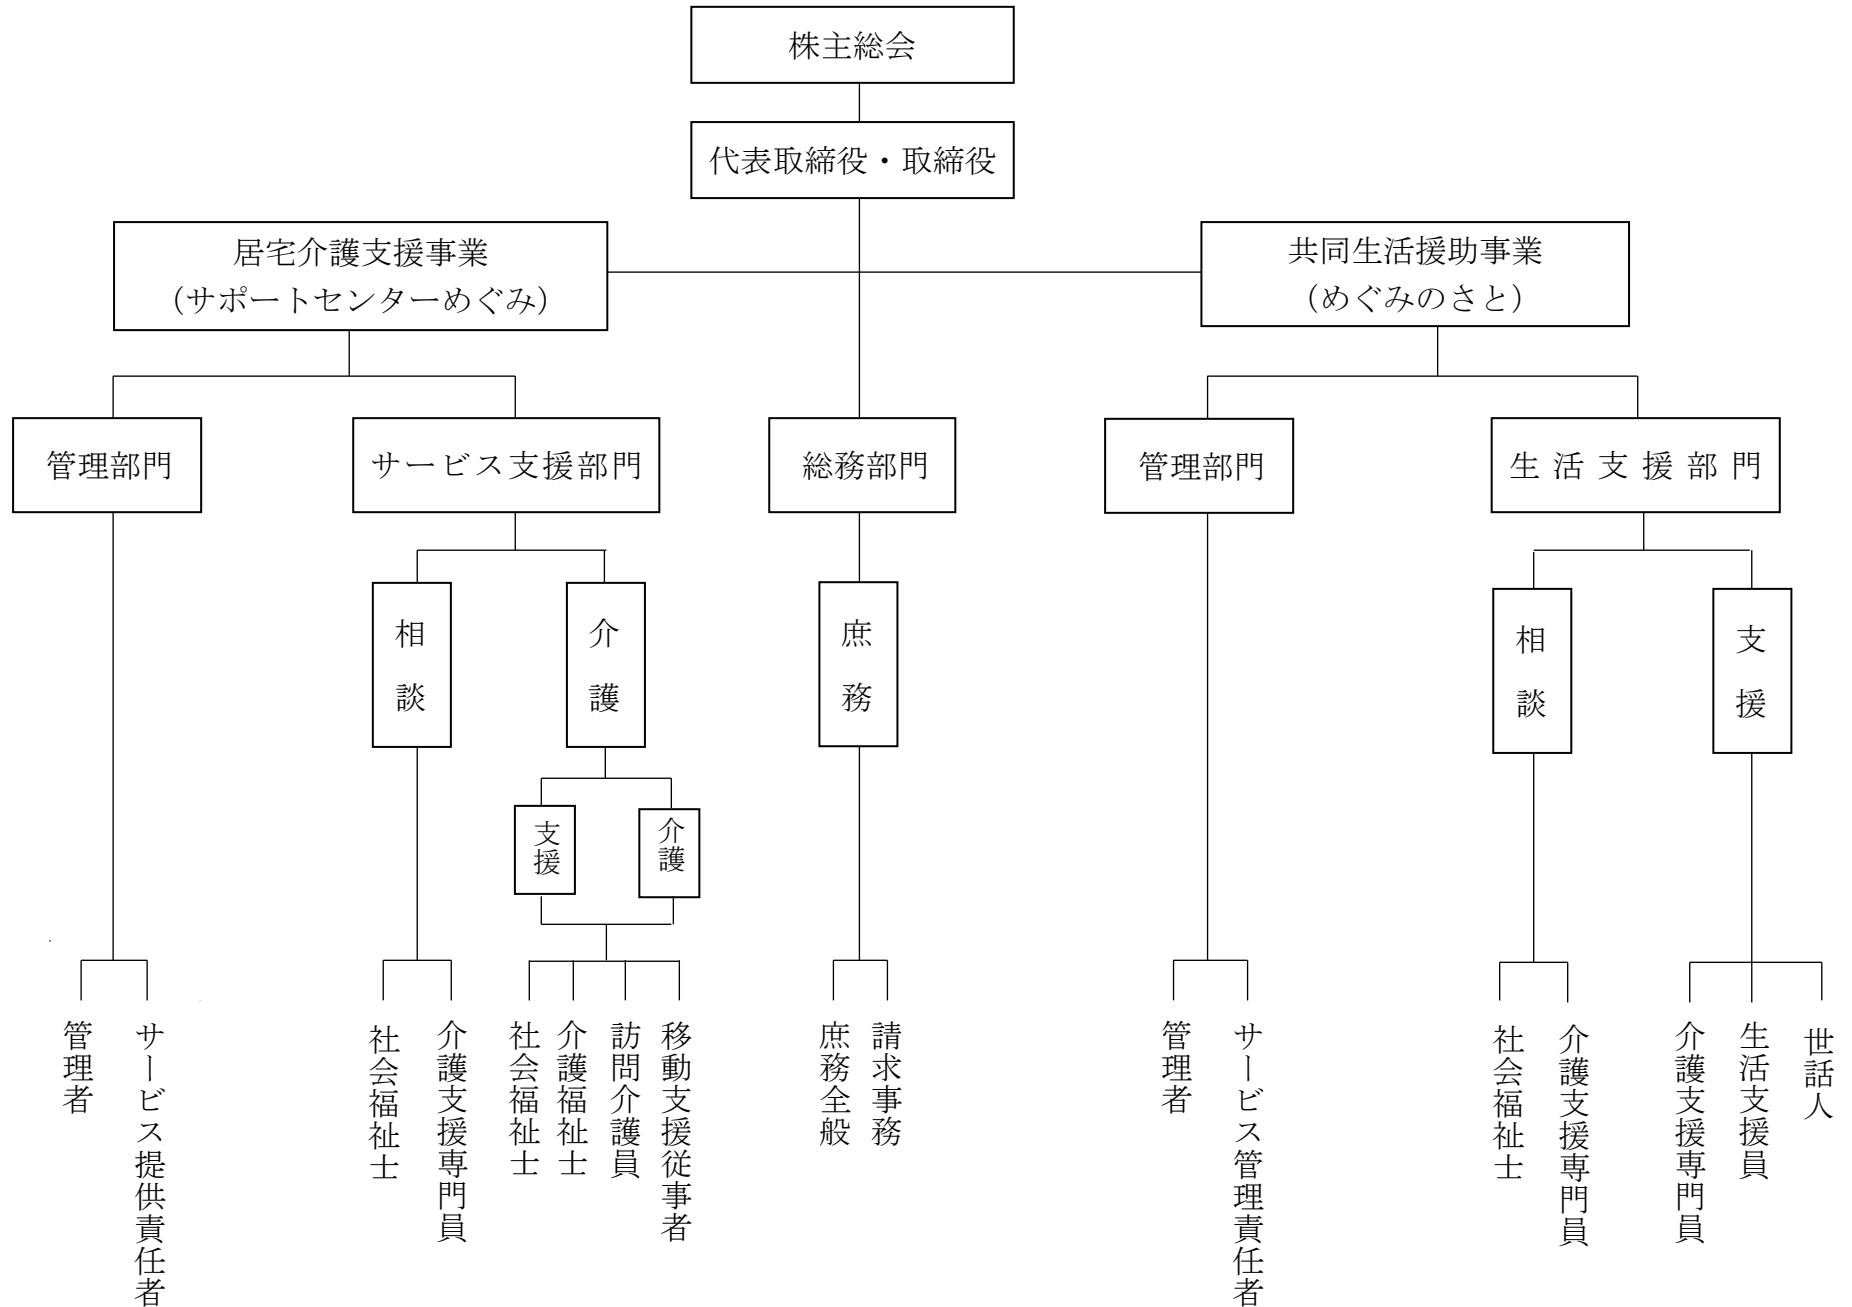 株主総会
代表取締役・取締役
居宅介護支援事業
（サポートセンターめぐみ）
共同生活援助事業
（めぐみのさと）
管理部門
サービス支援部門
総務部門
管理部門
生活支援部門
相談
介護
庶務
相談
支援
支援
介護
管理者
サービス提供責任者
社会福祉士
介護支援専門員
社会福祉士
介護福祉士
訪問介護員
移動支援従事者
庶務全般
請求事務
管理者
サービス管理責任者
社会福祉士
介護支援専門員
介護支援専門員
生活支援員
世話人